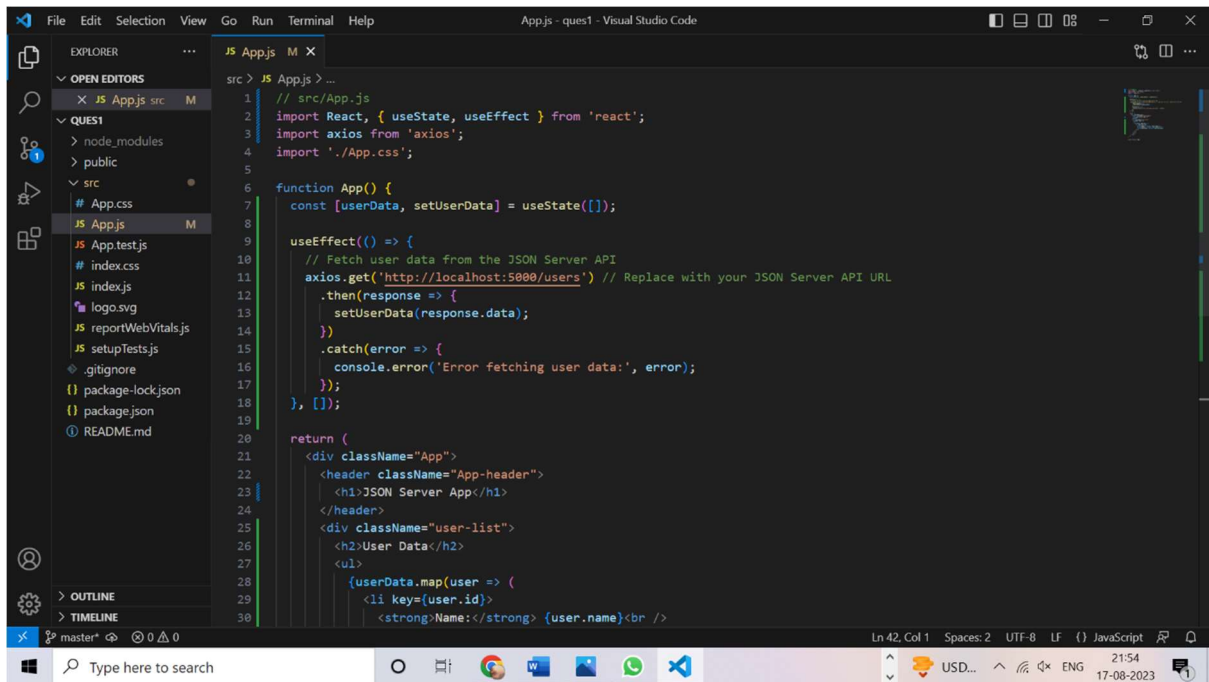 File Edit Selection View Go Run Terminal Help
App.js - ques1 - Visual Studio Code
EXPLORER
OPEN EDITORS
JS App.js src M
QUES1
node_modules
public
src
# App.css
JS App.js M
JS App.test.js
# index.css
JS index.js
logo.svg
JS reportWebVitals.js
JS setupTests.js
.gitignore
{} package-lock.json
{} package.json
README.md
OUTLINE
TIMELINE
1
JS App.js M
src > JS App.js > ...
1 // src/App.js
2 import React, { useState, useEffect } from 'react';
3 import axios from 'axios';
4 import './App.css';
5
6 function App() {
7 const [userData, setUserData] = useState([]);
8
9 useEffect(() => {
10 // Fetch user data from the JSON Server API
11 axios.get('http://localhost:5000/users') // Replace with your JSON Server API URL
12 .then(response => {
13 setUserData(response.data);
14 })
15 .catch(error => {
16 console.error('Error fetching user data:', error);
17 });
18 }, []);
19
20 return (
21 <div className="App">
22 <header className="App-header">
23 <h1>JSON Server App</h1>
24 </header>
25 <div className="user-list">
26 <h2>User Data</h2>
27 <ul>
28 {userData.map(user => (
29 <li key={user.id}>
30 <strong>Name:</strong> {user.name}<br />
master* 0 0
Ln 42, Col 1 Spaces: 2 UTF-8 LF {} JavaScript
Type here to search
USD... ENG
21:54
17-08-2023
1